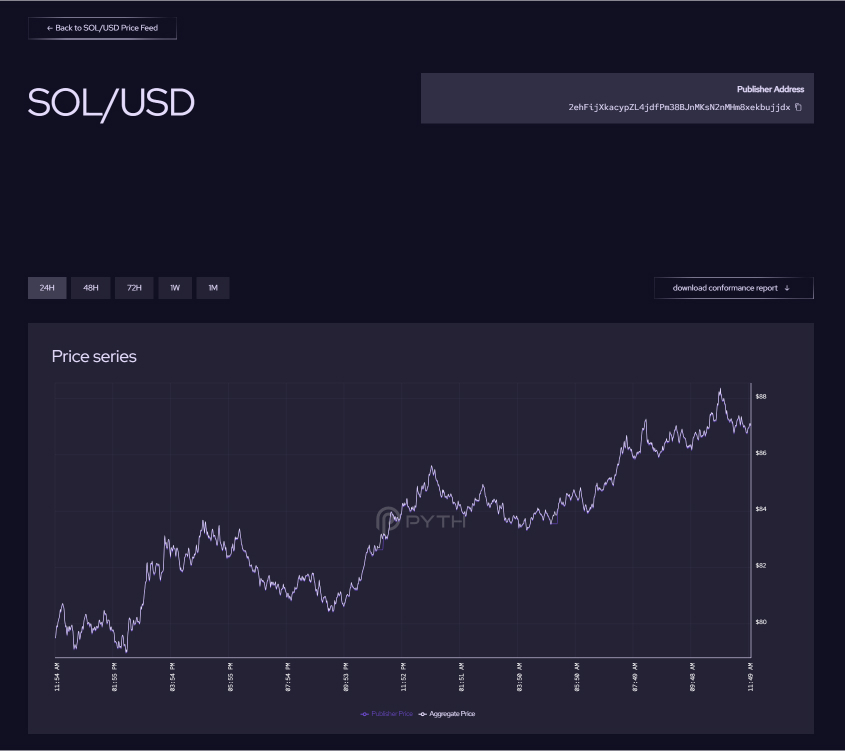 ← Back to SOL/USD Price Feed
SOL/USD
Publisher Address
2ehFijXkacypZL4jdfPm38BJnMKsN2nMHm8xekbujjdx
24H 48H 72H 1W 1M
download conformance report ↓
Price series
$88
$86
$84
$82
$80
PYTH
11:54 AM 01:55 PM 03:54 PM 05:55 PM 07:54 PM 09:53 PM 11:52 PM 01:51 AM 03:50 AM 05:50 AM 07:49 AM 09:48 AM 11:49 AM
Publisher Price Aggregate Price